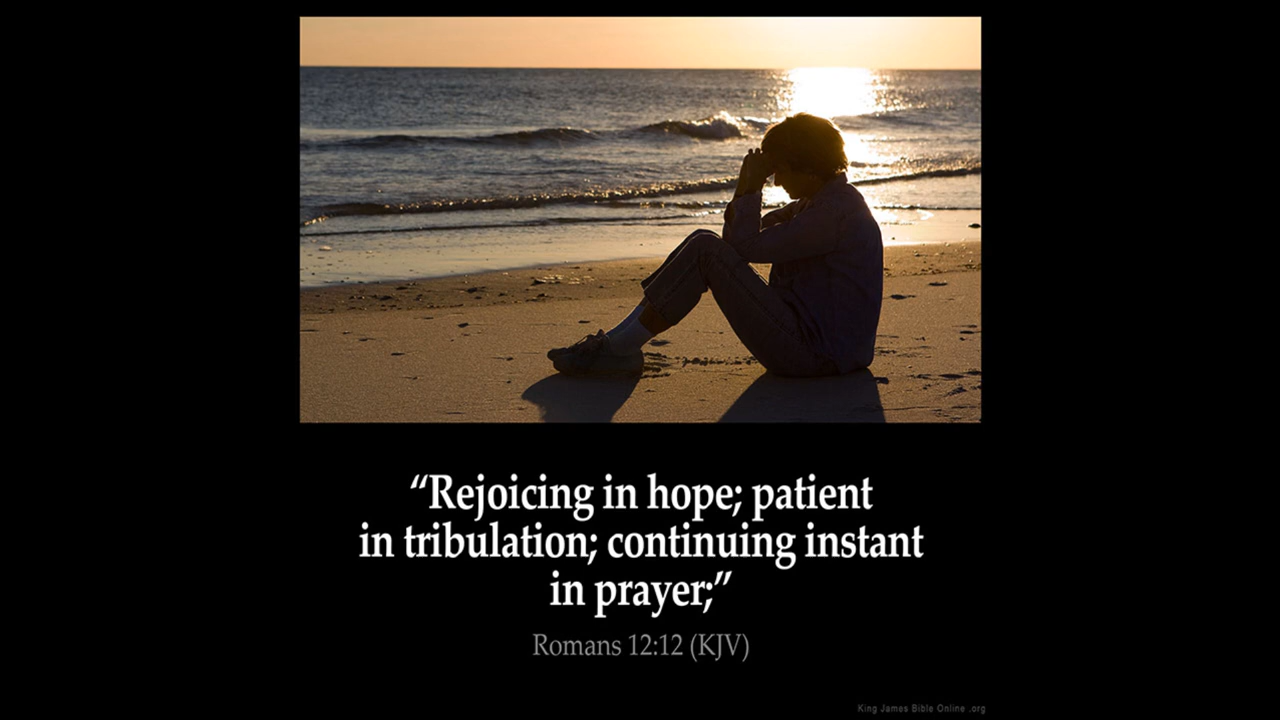 “Rejoicing in hope; patient
in tribulation; continuing instant
in prayer;”
Romans 12:12 (KJV)
King James Bible Online .org